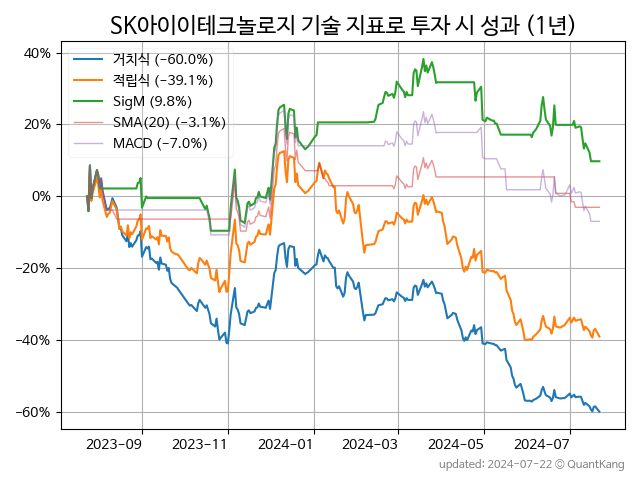 SK아이이테크놀로지 기술 지표로 투자 시 성과 (1년)
40%
20%
0%
−20%
−40%
−60%
거치식 (−60.0%)
적립식 (−39.1%)
SigM (9.8%)
SMA(20) (−3.1%)
MACD (−7.0%)
2023−09 2023−11 2024−01 2024−03 2024−05 2024−07
updated: 2024−07−22 © QuantKang